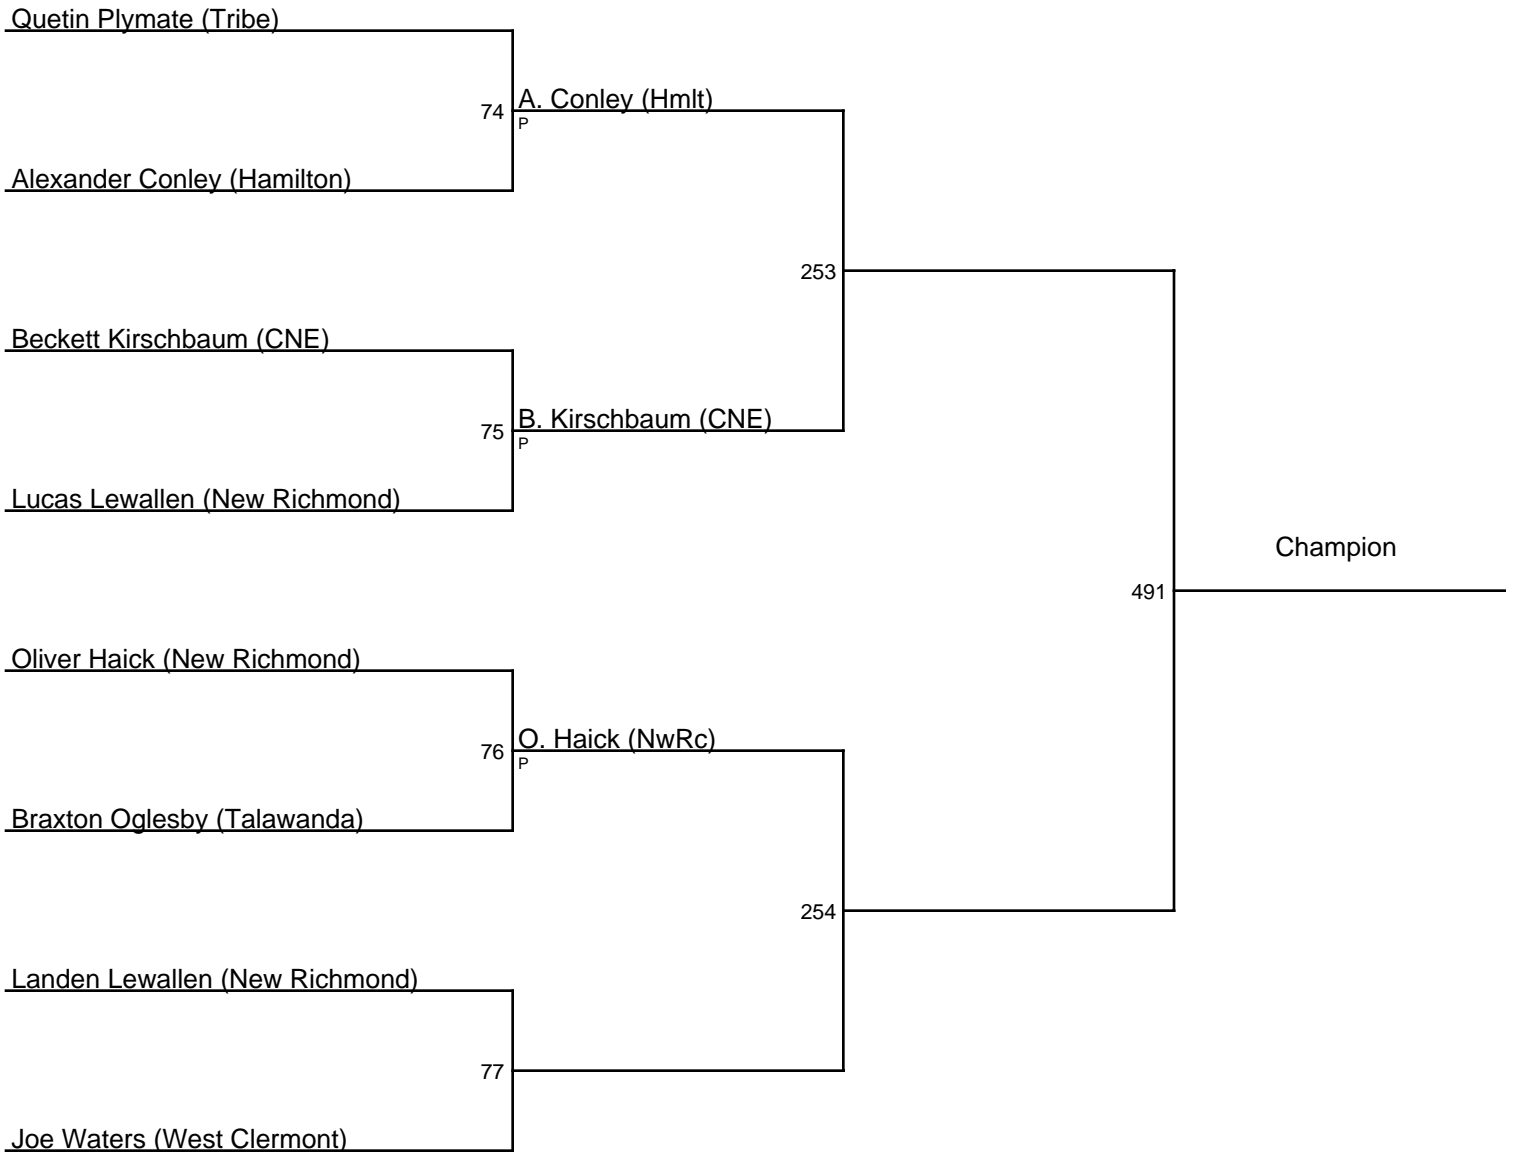 Quetin Plymate (Tribe)
74
A. Conley (Hmlt)
P
Alexander Conley (Hamilton)
253
Beckett Kirschbaum (CNE)
75
B. Kirschbaum (CNE)
P
Lucas Lewallen (New Richmond)
Champion
491
Oliver Haick (New Richmond)
76
O. Haick (NwRc)
P
Braxton Oglesby (Talawanda)
254
Landen Lewallen (New Richmond)
77
Joe Waters (West Clermont)